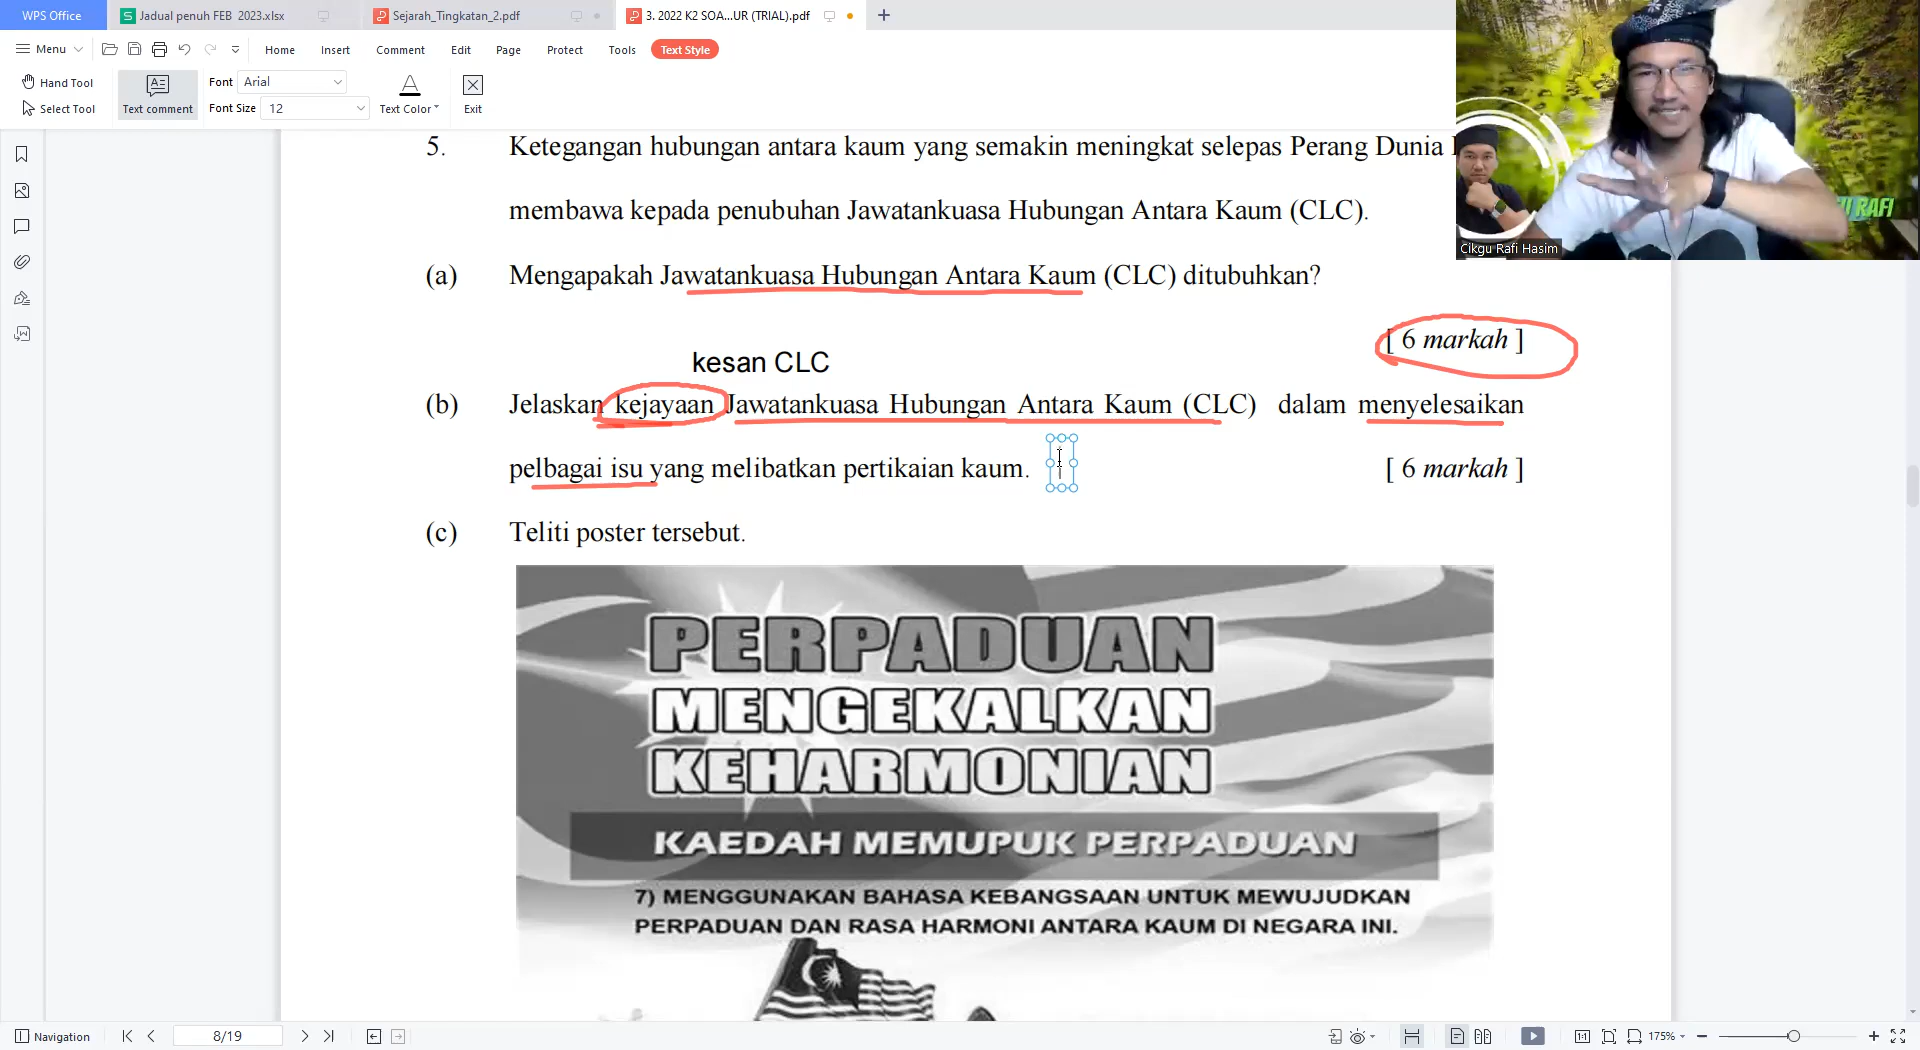 WPS Office
Jadual penuh FEB 2023.xlsx
Sejarah_Tingkatan_2.pdf
3. 2022 K2 SOA...UR (TRIAL).pdf
Menu
Home
Insert
Comment
Edit
Page
Protect
Tools
Text Style
Hand Tool
Select Tool
Text comment
Font Arial
Font Size 12
Text Color
Exit
5. Ketegangan hubungan antara kaum yang semakin meningkat selepas Perang Dunia
membawa kepada penubuhan Jawatankuasa Hubungan Antara Kaum (CLC).
(a) Mengapakah Jawatankuasa Hubungan Antara Kaum (CLC) ditubuhkan?
[ 6 markah ]
kesan CLC
(b) Jelaskan kejayaan Jawatankuasa Hubungan Antara Kaum (CLC) dalam menyelesaikan
pelbagai isu yang melibatkan pertikaian kaum. [ 6 markah ]
(c) Teliti poster tersebut.
PERPADUAN
MENGEKALKAN
KEHARMONIAN
KAEDAH MEMUPUK PERPADUAN
7) MENGGUNAKAN BAHASA KEBANGSAAN UNTUK MEWUJUDKAN
PERPADUAN DAN RASA HARMONI ANTARA KAUM DI NEGARA INI.
RAFI
Cikgu Rafi Hasim
Navigation
8/19
175%